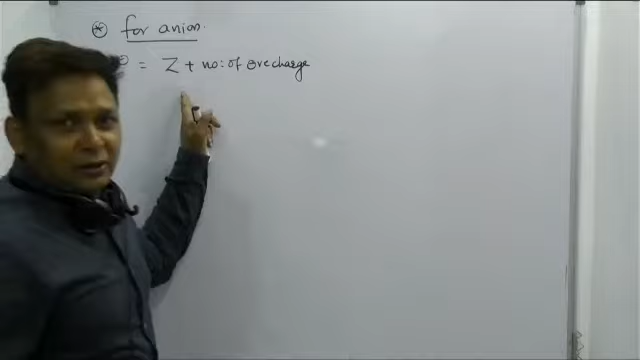 ⊛ for anion.
= Z + no: of ⊖ve charge